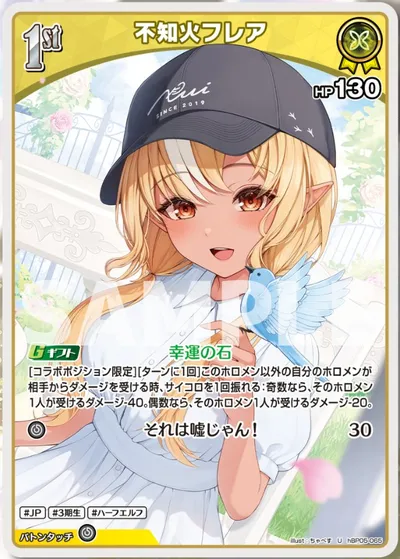 1st
不知火フレア
HP130
Nui
SINCE 2019
SAMPLE
ギフト 幸運の石
[コラボポジション限定][ターンに1回]このホロメン以外の自分のホロメンが
相手からダメージを受ける時、サイコロを1回振れる：奇数なら、そのホロメン
1人が受けるダメージ-40。偶数なら、そのホロメン1人が受けるダメージ-20。
それは嘘じゃん！ 30
#JP #3期生 #ハーフエルフ
バトンタッチ
illust ちゃべす U hBP05-065